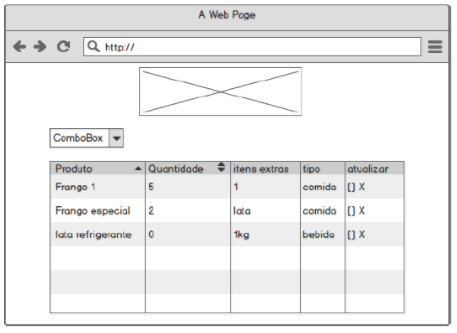 A Web Page
http://
ComboBox
Produto Quantidade itens extras tipo atualizar
Frango 1 5 1 comida [] X
Frango especial 2 lata comida [] X
lata refrigerante 0 1kg bebida [] X